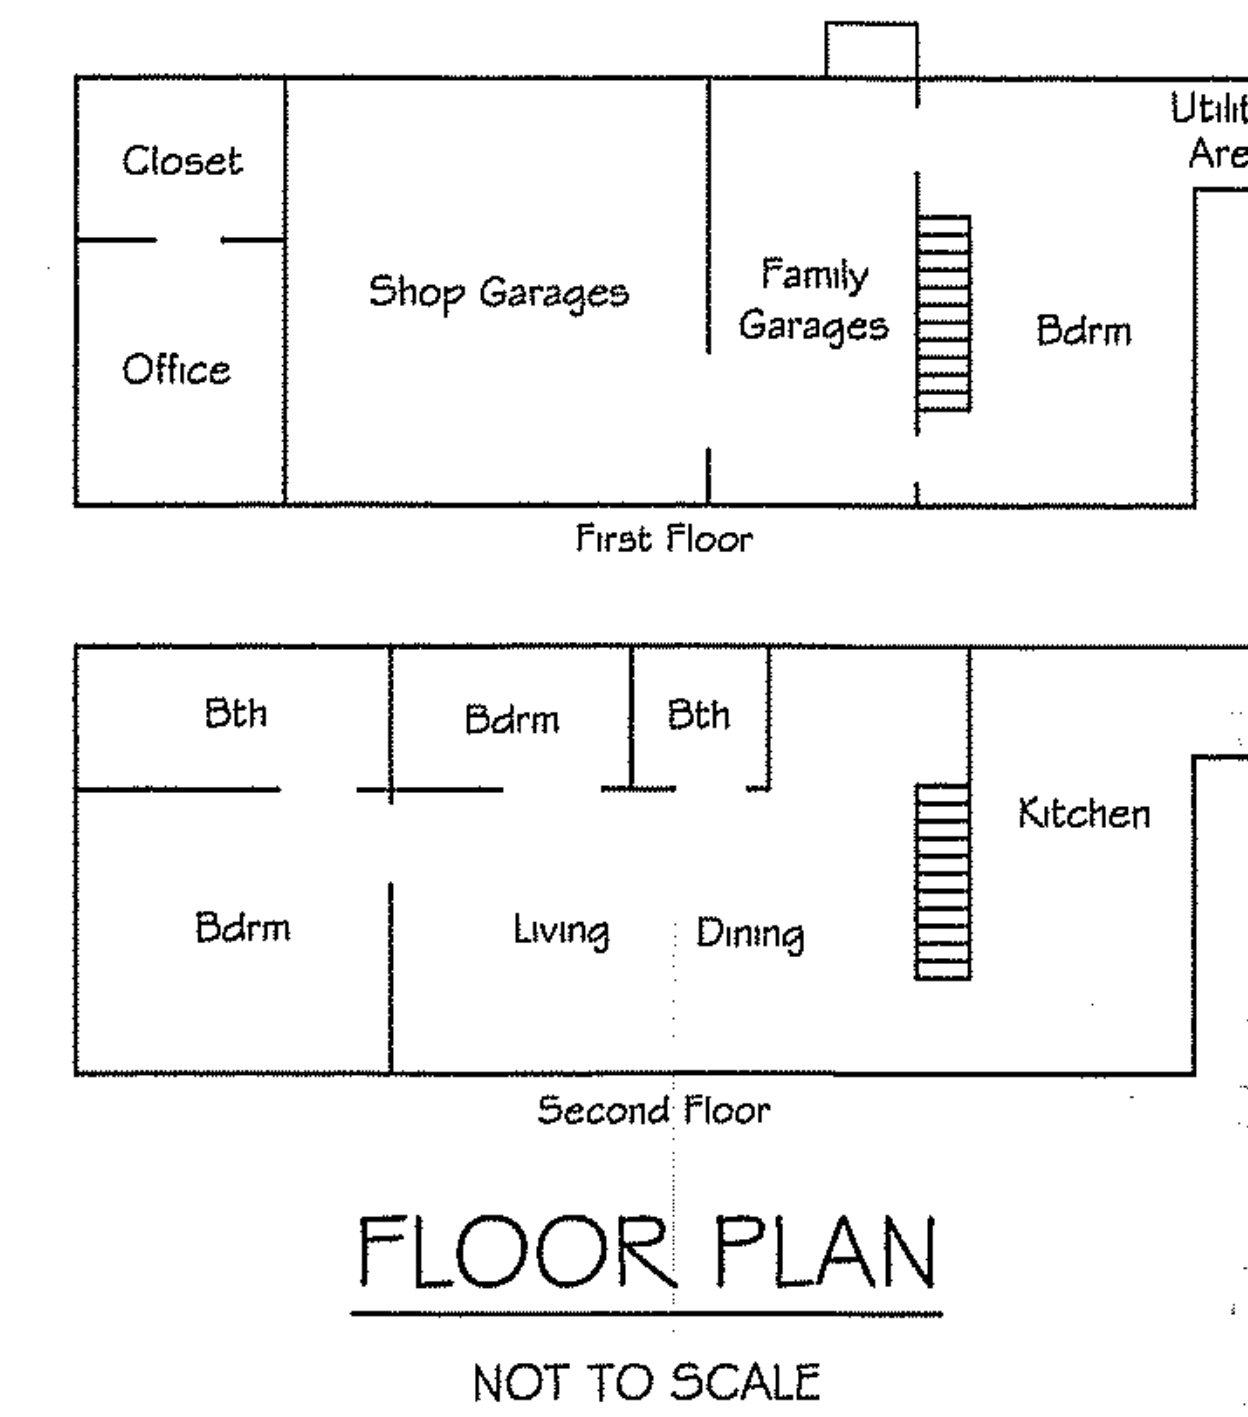 Closet
Office
Shop Garages
Family
Garages
Bdrm
First Floor
Bth
Bdrm
Bth
Kitchen
Bdrm
Living
Dining
Second Floor
FLOOR PLAN
NOT TO SCALE